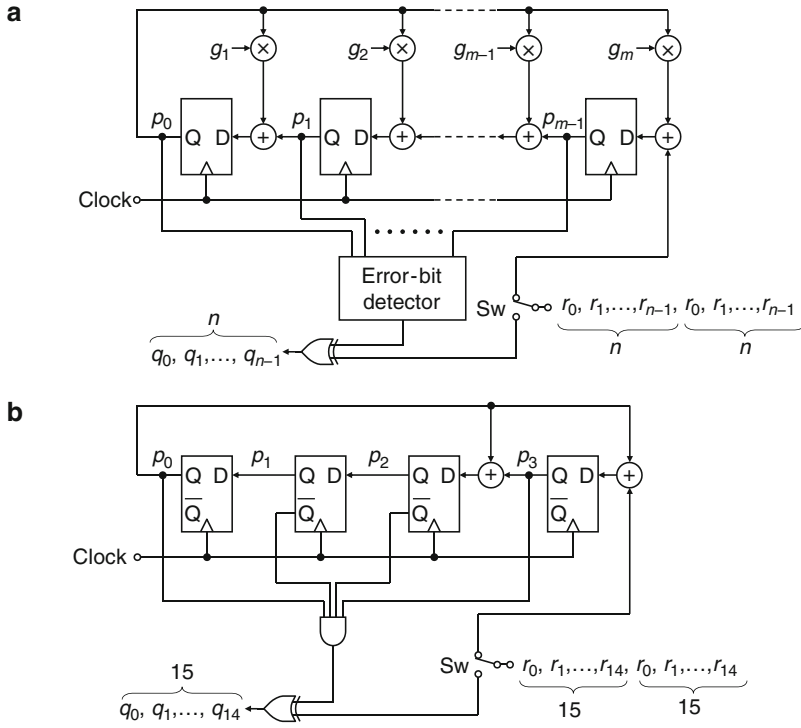 a
g₁ g₂ gₘ₋₁ gₘ
× × × ×
p₀ p₁ pₘ₋₁
Q D + Q D + + Q D +
Clock
Error-bit
detector
Sw
r₀, r₁,...,rₙ₋₁, r₀, r₁,...,rₙ₋₁
n n
n
q₀, q₁,..., qₙ₋₁
b
p₀ p₁ p₂ p₃
Q D Q D Q D + Q D +
Q̅ Q̅ Q̅ Q̅
Clock
Sw
r₀, r₁,...,r₁₄, r₀, r₁,...,r₁₄
15 15
15
q₀, q₁,..., q₁₄